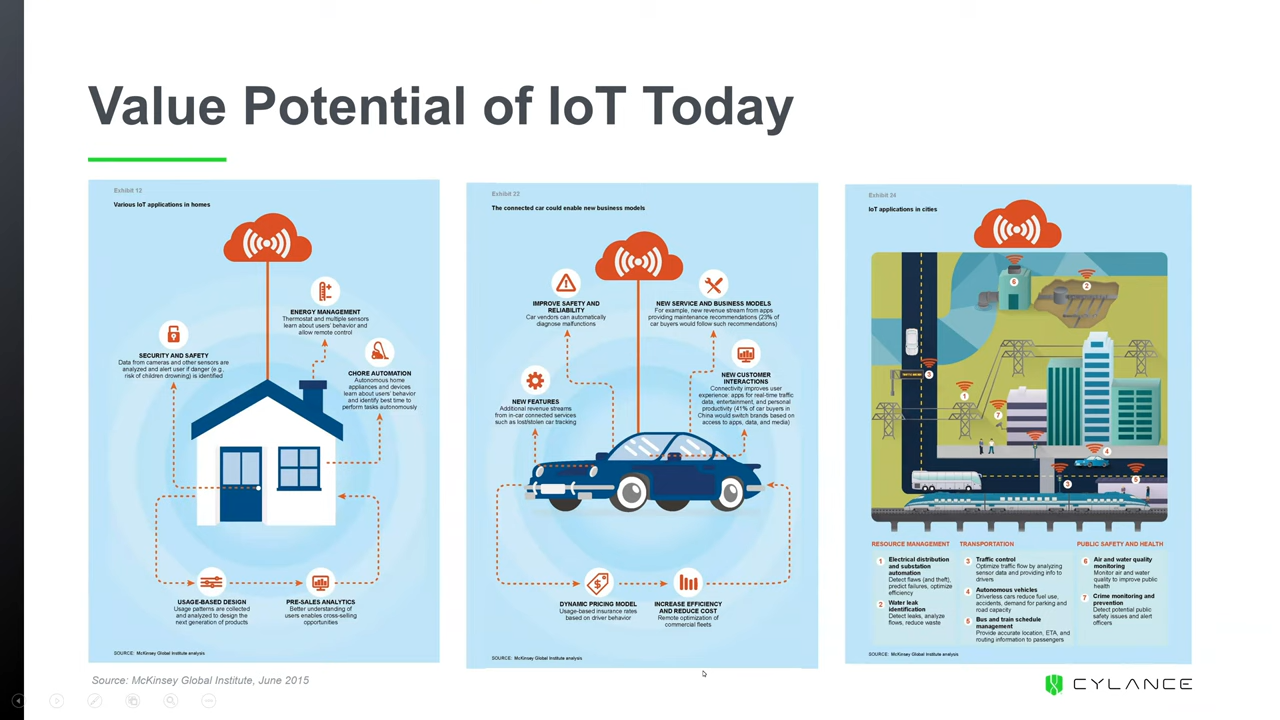 Value Potential of IoT Today
Exhibit 12
Various IoT applications in homes
ENERGY MANAGEMENT
Thermostat and multiple sensors
learn about users' behavior and
allow remote control
SECURITY AND SAFETY
Data from cameras and other sensors are
analyzed and alert user if danger (e.g.,
risk of children drowning) is identified
CHORE AUTOMATION
Autonomous home
appliances and devices
learn about users' behavior
and identify best time to
perform tasks autonomously
USAGE-BASED DESIGN
Usage patterns are collected
and analyzed to design the
next generation of products
PRE-SALES ANALYTICS
Better understanding of
users enables cross-selling
opportunities
SOURCE: McKinsey Global Institute analysis
Exhibit 22
The connected car could enable new business models
IMPROVE SAFETY AND
RELIABILITY
Car vendors can automatically
diagnose malfunctions
NEW SERVICE AND BUSINESS MODELS
For example, new revenue stream from apps
providing maintenance recommendations (23% of
car buyers would follow such recommendations)
NEW FEATURES
Additional revenue streams
from in-car connected services
such as lost/stolen car tracking
NEW CUSTOMER
INTERACTIONS
Connectivity improves user
experience: apps for real-time traffic
data, entertainment, and personal
productivity (41% of car buyers in
China would switch brands based on
access to apps, data, and media)
DYNAMIC PRICING MODEL
Usage-based insurance rates
based on driver behavior
INCREASE EFFICIENCY
AND REDUCE COST
Remote optimization of
commercial fleets
SOURCE: McKinsey Global Institute analysis
Exhibit 24
IoT applications in cities
6
2
3
1
7
4
3
5
RESOURCE MANAGEMENT
1 Electrical distribution
and substation
automation
Detect flaws (and theft),
predict failures, optimize
efficiency
2 Water leak
identification
Detect leaks, analyze
flows, reduce waste
TRANSPORTATION
3 Traffic control
Optimize traffic flow by analyzing
sensor data and providing info to
drivers
4 Autonomous vehicles
Driverless cars reduce fuel use,
accidents, demand for parking and
road capacity
5 Bus and train schedule
management
Provide accurate location, ETA, and
routing information to passengers
PUBLIC SAFETY AND HEALTH
6 Air and water quality
monitoring
Monitor air and water
quality to improve public
health
7 Crime monitoring and
prevention
Detect potential public
safety issues and alert
officers
SOURCE: McKinsey Global Institute analysis
Source: McKinsey Global Institute, June 2015
CYLANCE